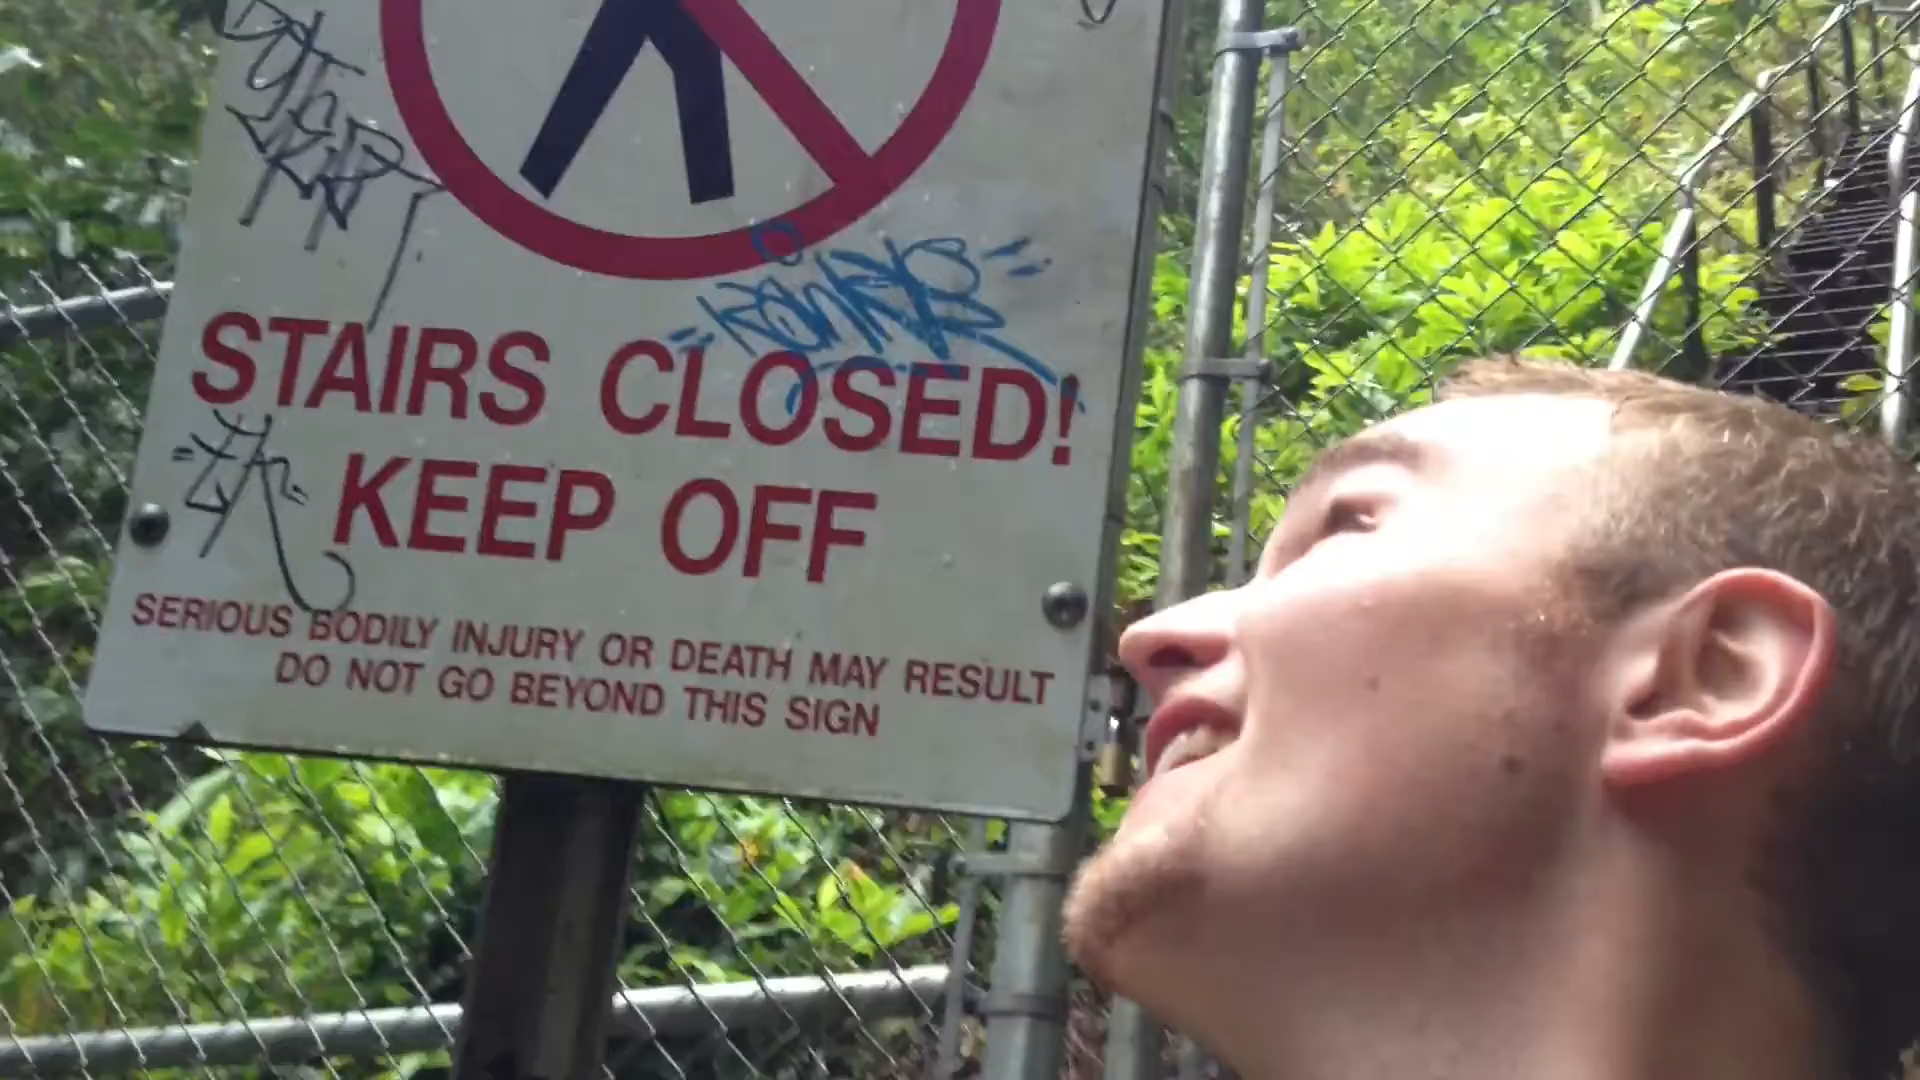 STAIRS CLOSED!
KEEP OFF
SERIOUS BODILY INJURY OR DEATH MAY RESULT
DO NOT GO BEYOND THIS SIGN